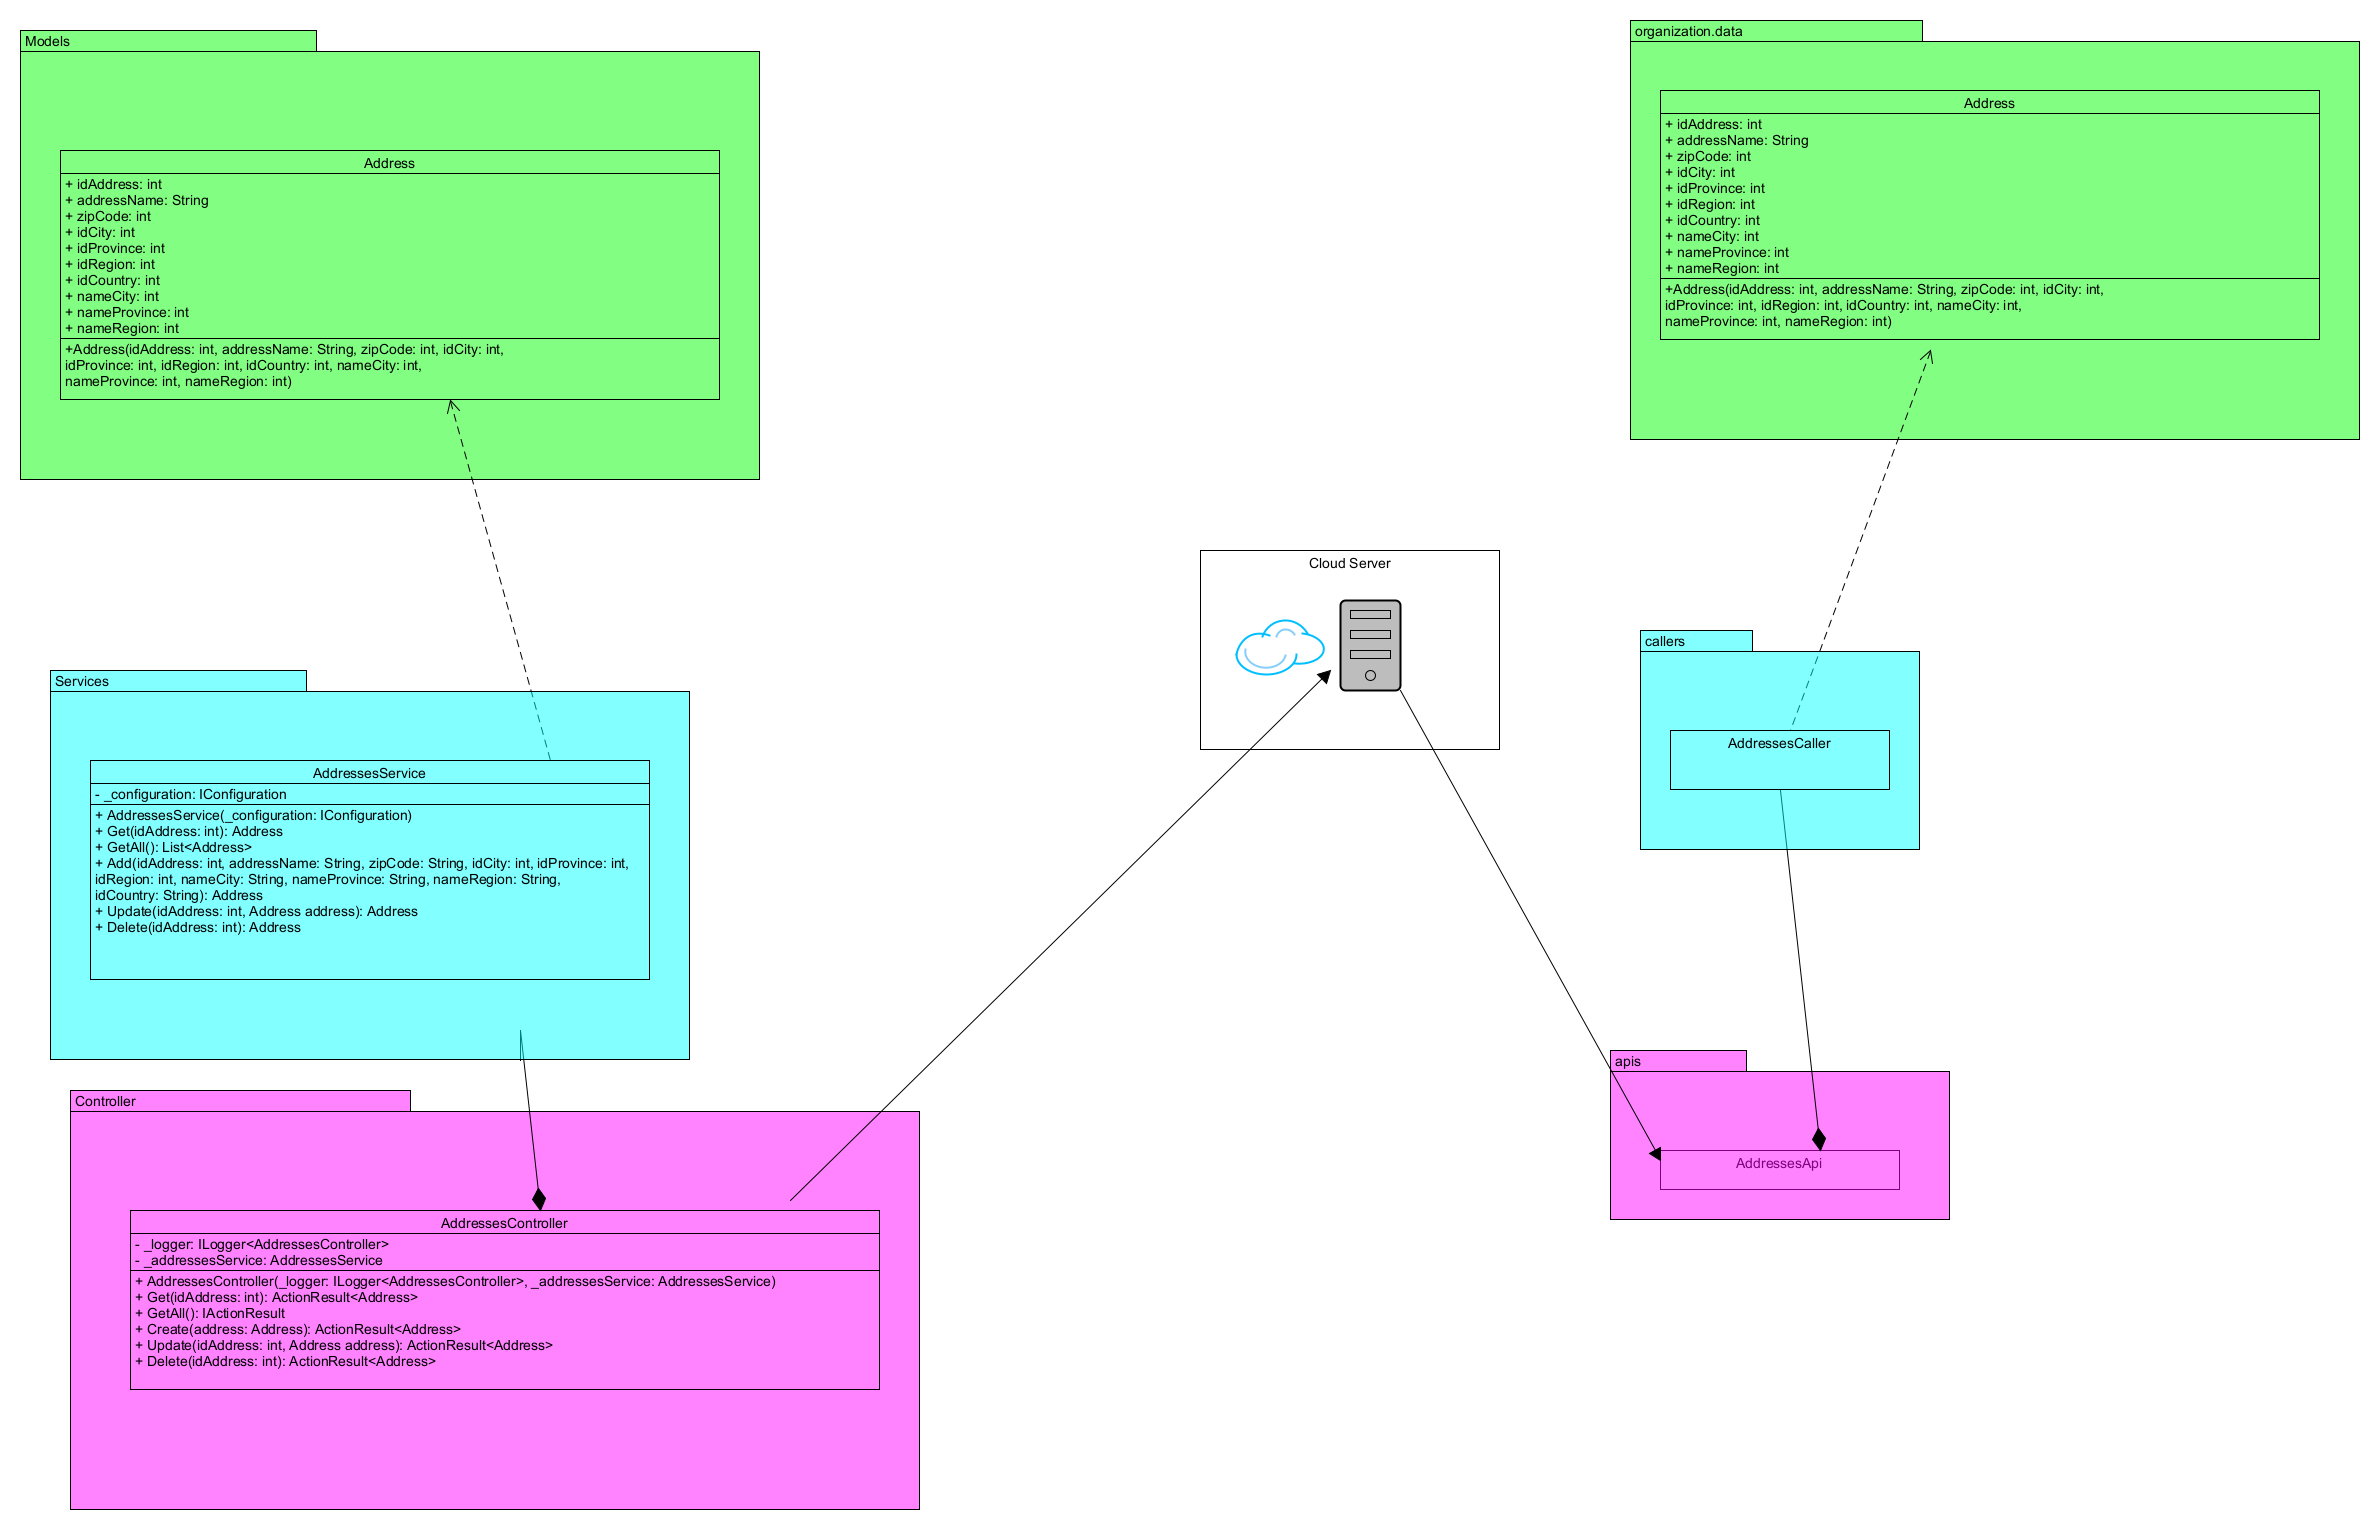 Models
Address
+ idAddress: int
+ addressName: String
+ zipCode: int
+ idCity: int
+ idProvince: int
+ idRegion: int
+ idCountry: int
+ nameCity: int
+ nameProvince: int
+ nameRegion: int
+Address(idAddress: int, addressName: String, zipCode: int, idCity: int,
idProvince: int, idRegion: int, idCountry: int, nameCity: int,
nameProvince: int, nameRegion: int)
organization.data
Address
+ idAddress: int
+ addressName: String
+ zipCode: int
+ idCity: int
+ idProvince: int
+ idRegion: int
+ idCountry: int
+ nameCity: int
+ nameProvince: int
+ nameRegion: int
+Address(idAddress: int, addressName: String, zipCode: int, idCity: int,
idProvince: int, idRegion: int, idCountry: int, nameCity: int,
nameProvince: int, nameRegion: int)
Cloud Server
Services
AddressesService
- _configuration: IConfiguration
+ AddressesService(_configuration: IConfiguration)
+ Get(idAddress: int): Address
+ GetAll(): List<Address>
+ Add(idAddress: int, addressName: String, zipCode: String, idCity: int, idProvince: int,
idRegion: int, nameCity: String, nameProvince: String, nameRegion: String,
idCountry: String): Address
+ Update(idAddress: int, Address address): Address
+ Delete(idAddress: int): Address
callers
AddressesCaller
Controller
AddressesController
- _logger: ILogger<AddressesController>
- _addressesService: AddressesService
+ AddressesController(_logger: ILogger<AddressesController>, _addressesService: AddressesService)
+ Get(idAddress: int): ActionResult<Address>
+ GetAll(): IActionResult
+ Create(address: Address): ActionResult<Address>
+ Update(idAddress: int, Address address): ActionResult<Address>
+ Delete(idAddress: int): ActionResult<Address>
apis
AddressesApi